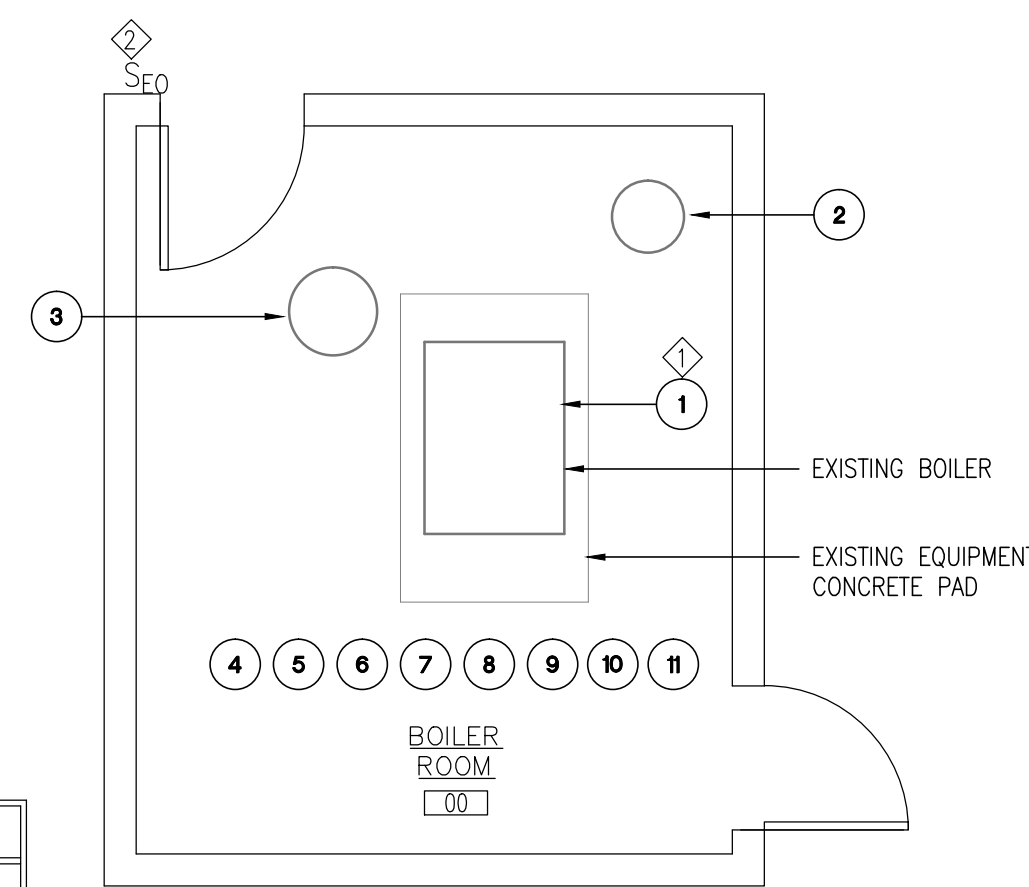 2
SEO
2
3
1
1
EXISTING BOILER
EXISTING EQUIPMENT
CONCRETE PAD
4 5 6 7 8 9 10 11
BOILER
ROOM
00